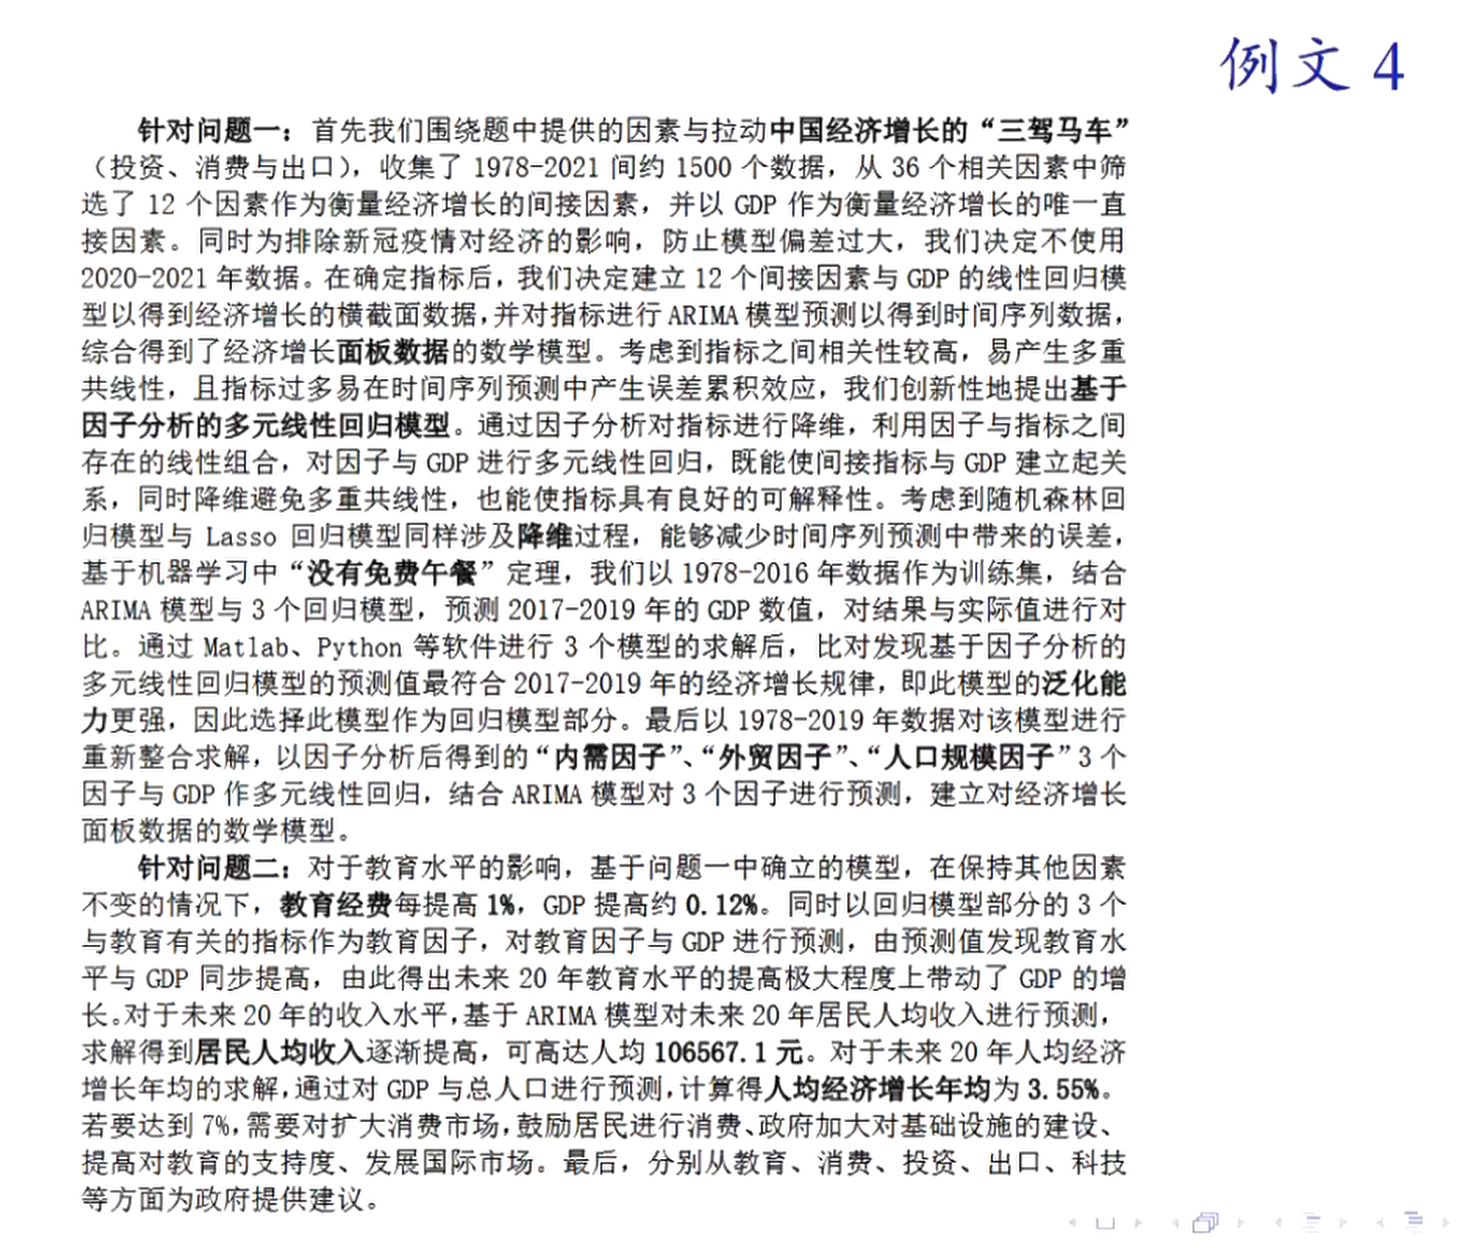 例文 4
针对问题一：首先我们围绕题中提供的因素与拉动中国经济增长的“三驾马车”
（投资、消费与出口），收集了 1978-2021 间约 1500 个数据，从 36 个相关因素中筛
选了 12 个因素作为衡量经济增长的间接因素，并以 GDP 作为衡量经济增长的唯一直
接因素。同时为排除新冠疫情对经济的影响，防止模型偏差过大，我们决定不使用
2020-2021 年数据。在确定指标后，我们决定建立 12 个间接因素与 GDP 的线性回归模
型以得到经济增长的横截面数据，并对指标进行 ARIMA 模型预测以得到时间序列数据，
综合得到了经济增长面板数据的数学模型。考虑到指标之间相关性较高，易产生多重
共线性，且指标过多易在时间序列预测中产生误差累积效应，我们创新性地提出基于
因子分析的多元线性回归模型。通过因子分析对指标进行降维，利用因子与指标之间
存在的线性组合，对因子与 GDP 进行多元线性回归，既能使间接指标与 GDP 建立起关
系，同时降维避免多重共线性，也能使指标具有良好的可解释性。考虑到随机森林回
归模型与 Lasso 回归模型同样涉及降维过程，能够减少时间序列预测中带来的误差，
基于机器学习中“没有免费午餐”定理，我们以 1978-2016 年数据作为训练集，结合
ARIMA 模型与 3 个回归模型，预测 2017-2019 年的 GDP 数值，对结果与实际值进行对
比。通过 Matlab、Python 等软件进行 3 个模型的求解后，比对发现基于因子分析的
多元线性回归模型的预测值最符合 2017-2019 年的经济增长规律，即此模型的泛化能
力更强，因此选择此模型作为回归模型部分。最后以 1978-2019 年数据对该模型进行
重新整合求解，以因子分析后得到的“内需因子”、“外贸因子”、“人口规模因子”3 个
因子与 GDP 作多元线性回归，结合 ARIMA 模型对 3 个因子进行预测，建立对经济增长
面板数据的数学模型。
针对问题二：对于教育水平的影响，基于问题一中确立的模型，在保持其他因素
不变的情况下，教育经费每提高 1%，GDP 提高约 0.12%。同时以回归模型部分的 3 个
与教育有关的指标作为教育因子，对教育因子与 GDP 进行预测，由预测值发现教育水
平与 GDP 同步提高，由此得出未来 20 年教育水平的提高极大程度上带动了 GDP 的增
长。对于未来 20 年的收入水平，基于 ARIMA 模型对未来 20 年居民人均收入进行预测，
求解得到居民人均收入逐渐提高，可高达人均 106567.1 元。对于未来 20 年人均经济
增长年均的求解，通过对 GDP 与总人口进行预测，计算得人均经济增长年均为 3.55%。
若要达到 7%，需要对扩大消费市场，鼓励居民进行消费、政府加大对基础设施的建设、
提高对教育的支持度、发展国际市场。最后，分别从教育、消费、投资、出口、科技
等方面为政府提供建议。